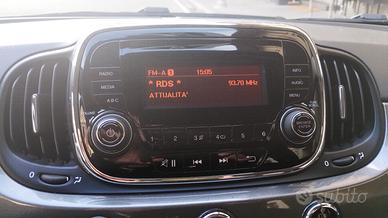 FM-A 1 15:05
* RDS * 93.70 MHz
ATTUALITA'
RADIO
MEDIA
A-B-C
INFO
AUDIO
MENU
1 2 3 4 5 6
subito